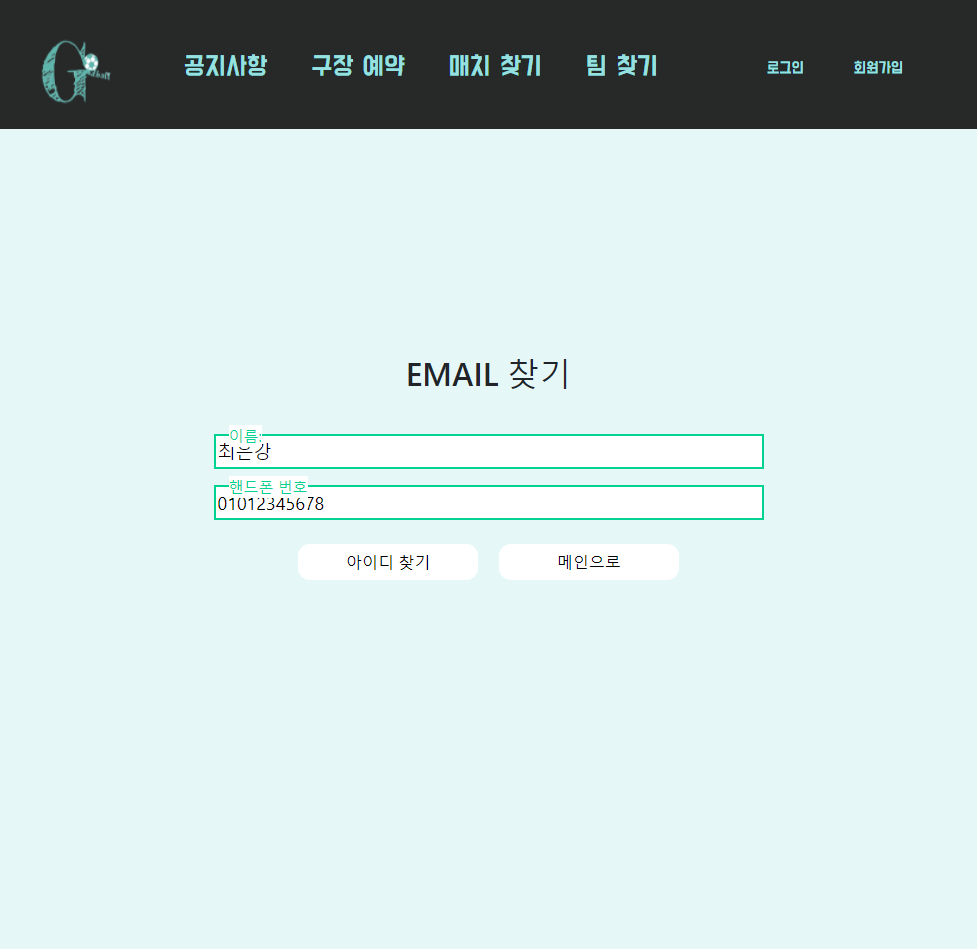 공지사항 구장 예약 매치 찾기 팀 찾기 로그인 회원가입
EMAIL 찾기
이름:
최은강
핸드폰 번호
01012345678
아이디 찾기 메인으로